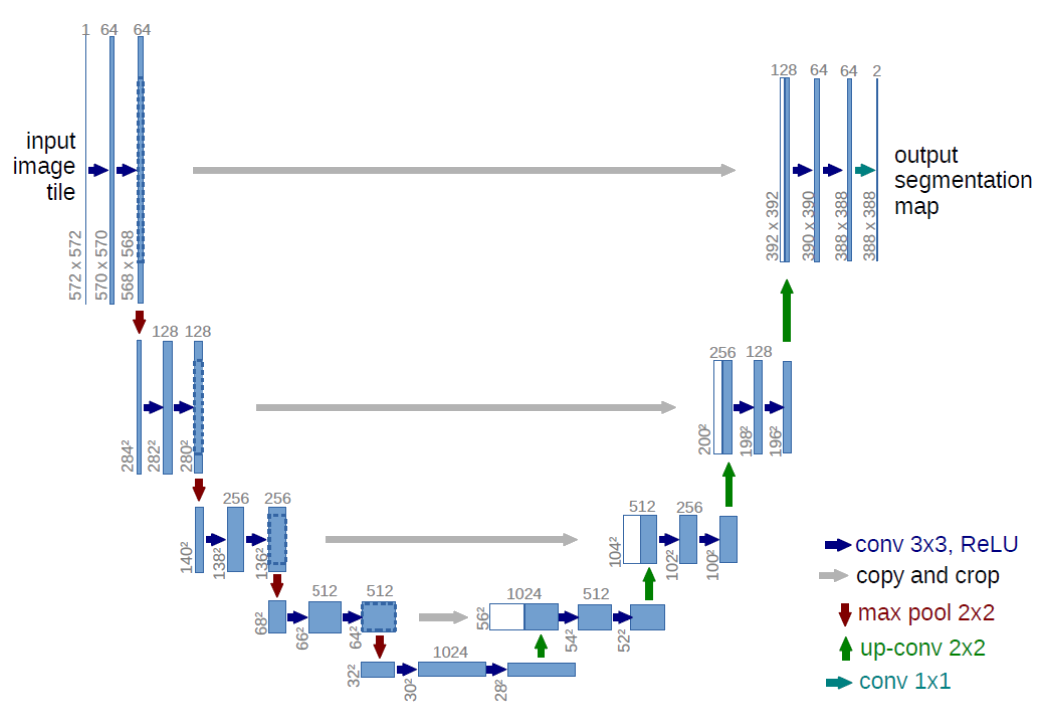 1 64 64
128 64 64 2
input
image
tile
output
segmentation
map
572 x 572
570 x 570
568 x 568
392 x 392
390 x 390
388 x 388
388 x 388
128 128
256 128
284²
282²
280²
200²
198²
196²
256 256
512 256
140²
138²
136²
104²
102²
100²
conv 3x3, ReLU
copy and crop
max pool 2x2
up-conv 2x2
conv 1x1
512 512
1024 512
68²
66²
64²
56²
54²
52²
1024
32²
30²
28²